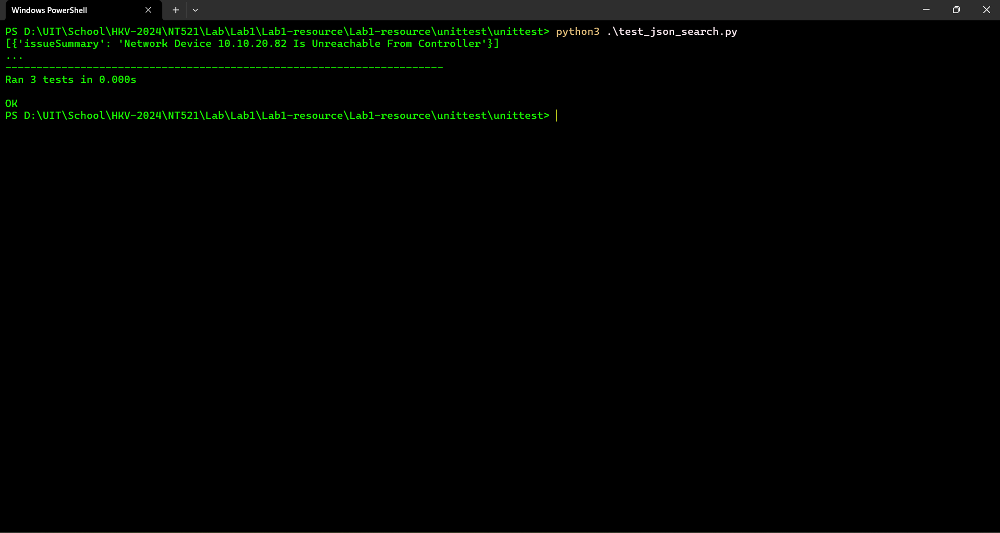 Windows PowerShell
PS D:\UIT\School\HKV-2024\NT521\Lab\Lab1\Lab1-resource\Lab1-resource\unittest\unittest> python3 .\test_json_search.py
[{'issueSummary': 'Network Device 10.10.20.82 Is Unreachable From Controller'}]
...
----------------------------------------------------------------------
Ran 3 tests in 0.000s
OK
PS D:\UIT\School\HKV-2024\NT521\Lab\Lab1\Lab1-resource\Lab1-resource\unittest\unittest>